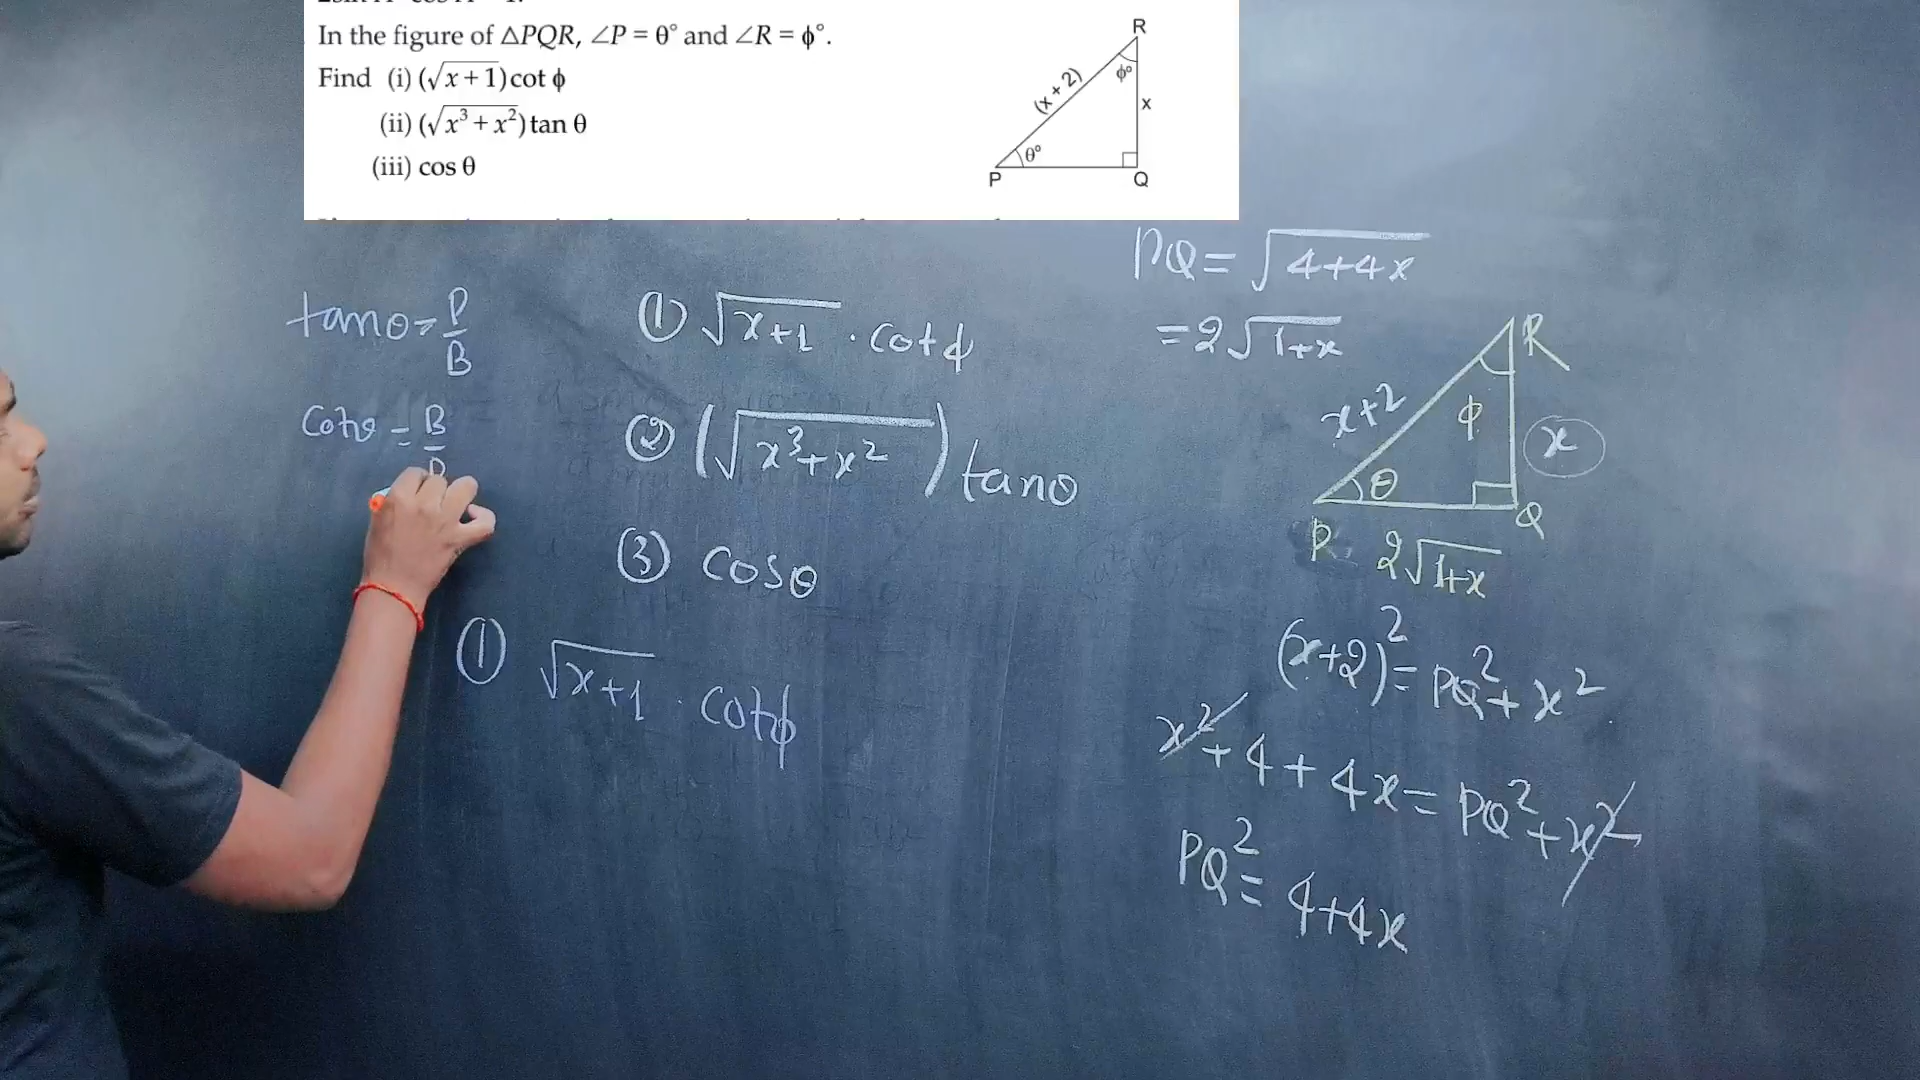 In the figure of △PQR, ∠P = θ° and ∠R = ϕ°.
Find (i) (√x + 1) cot ϕ
(ii) (√x³ + x²) tan θ
(iii) cos θ
R
ϕ°
(x + 2)
x
θ°
P
Q
PQ = √4+4x
= 2√1+x
tanθ = P/B
cotθ = B/P
① √x+1 · cotϕ
② (√x³+x²) tanθ
③ cosθ
① √x+1 · cotϕ
R
x+2
ϕ
x
θ
P
Q
2√1+x
(x+2)² = PQ² + x²
x² + 4 + 4x = PQ² + x²
PQ² = 4+4x